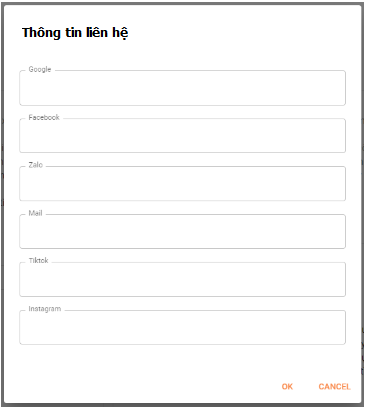 Thông tin liên hệ
Google
Facebook
Zalo
Mail
Tiktok
Instagram
OK CANCEL